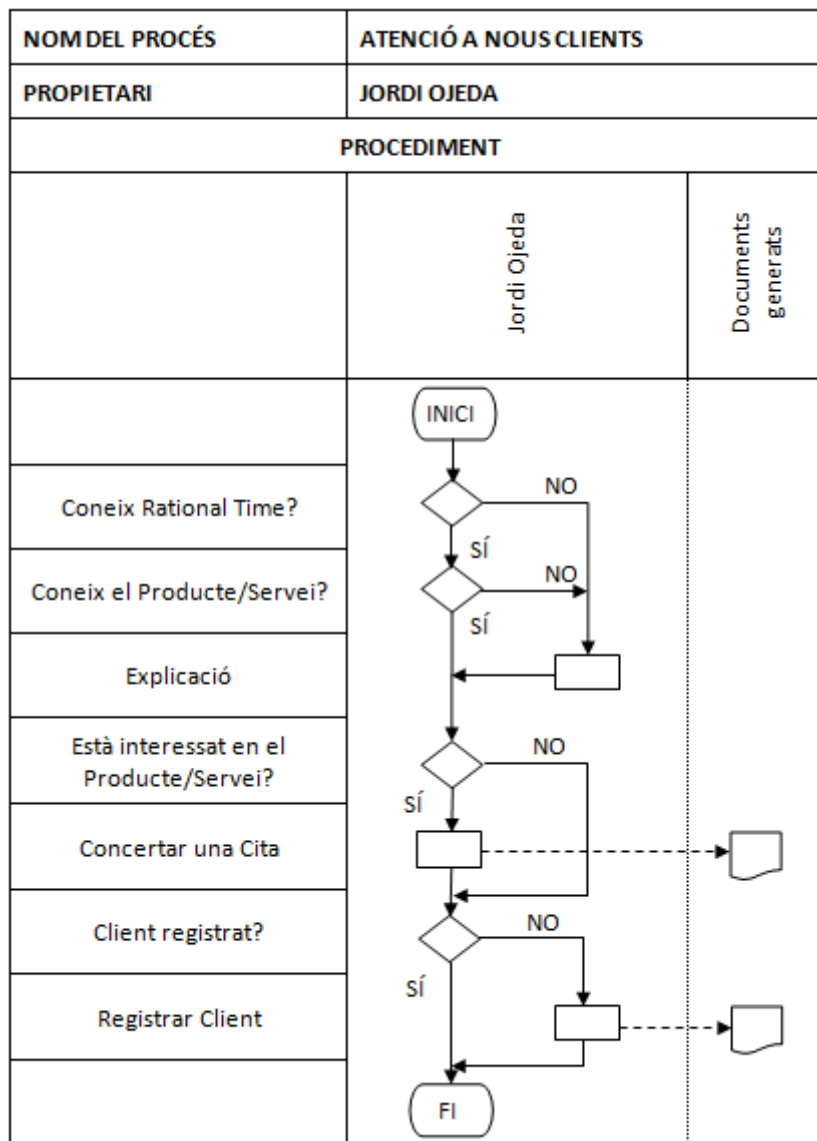 NOM DEL PROCÉS
ATENCIÓ A NOUS CLIENTS
PROPIETARI
JORDI OJEDA
PROCEDIMENT
Jordi Ojeda
Documents
generats
INICI
Coneix Rational Time?
NO
SÍ
Coneix el Producte/Servei?
NO
SÍ
Explicació
Està interessat en el
Producte/Servei?
NO
SÍ
Concertar una Cita
Client registrat?
NO
SÍ
Registrar Client
FI